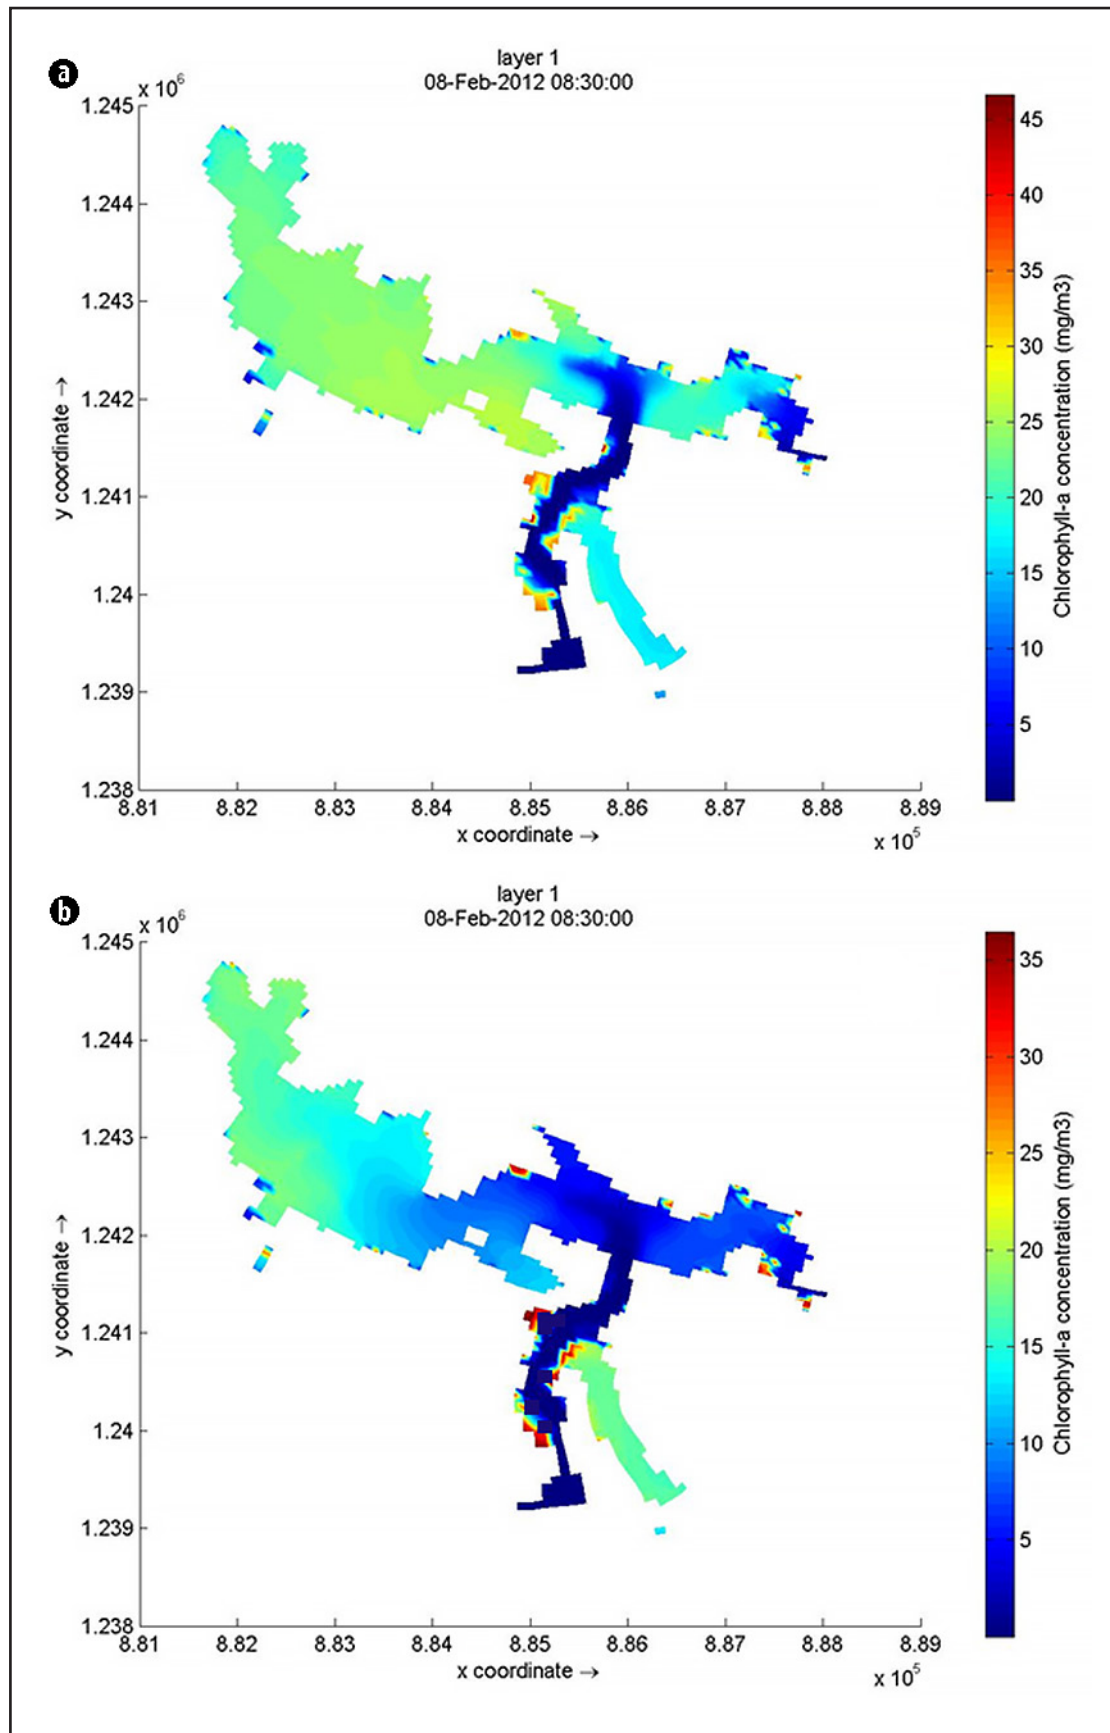 a
layer 1
08-Feb-2012 08:30:00
x 10^6
1.245
1.244
1.243
1.242
1.241
1.24
1.239
1.238
y coordinate →
8.81 8.82 8.83 8.84 8.85 8.86 8.87 8.88 8.89
x coordinate →
x 10^5
45
40
35
30
25
20
15
10
5
Chlorophyll-a concentration (mg/m3)
b
layer 1
08-Feb-2012 08:30:00
x 10^6
1.245
1.244
1.243
1.242
1.241
1.24
1.239
1.238
y coordinate →
8.81 8.82 8.83 8.84 8.85 8.86 8.87 8.88 8.89
x coordinate →
x 10^5
35
30
25
20
15
10
5
Chlorophyll-a concentration (mg/m3)